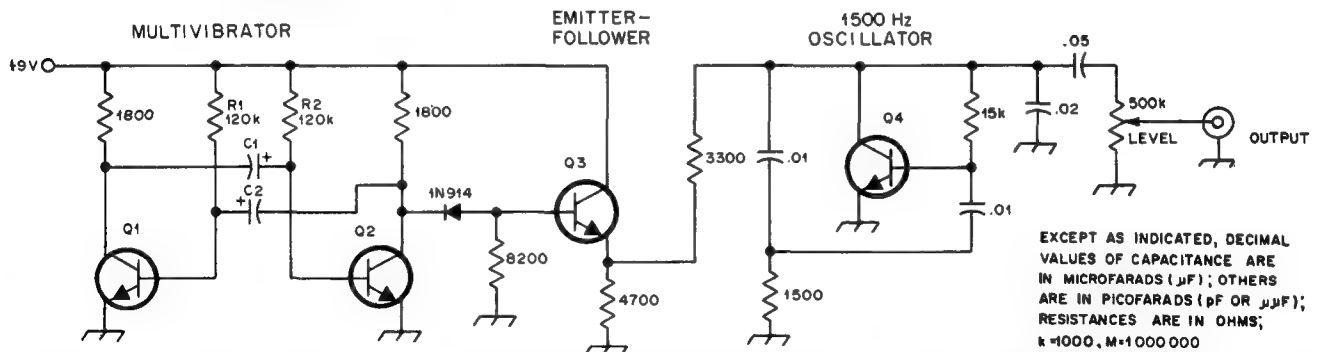 MULTIVIBRATOR
EMITTER-
FOLLOWER
1500 Hz
OSCILLATOR
+9V
1800
R1
120k
R2
120k
1800
C1
+
+
C2
Q1
Q2
1N914
8200
Q3
4700
3300
.01
1500
Q4
15k
.01
.02
.05
500k
LEVEL
OUTPUT
EXCEPT AS INDICATED, DECIMAL
VALUES OF CAPACITANCE ARE
IN MICROFARADS (µF); OTHERS
ARE IN PICOFARADS (pF OR µµF);
RESISTANCES ARE IN OHMS;
k=1000, M=1000000